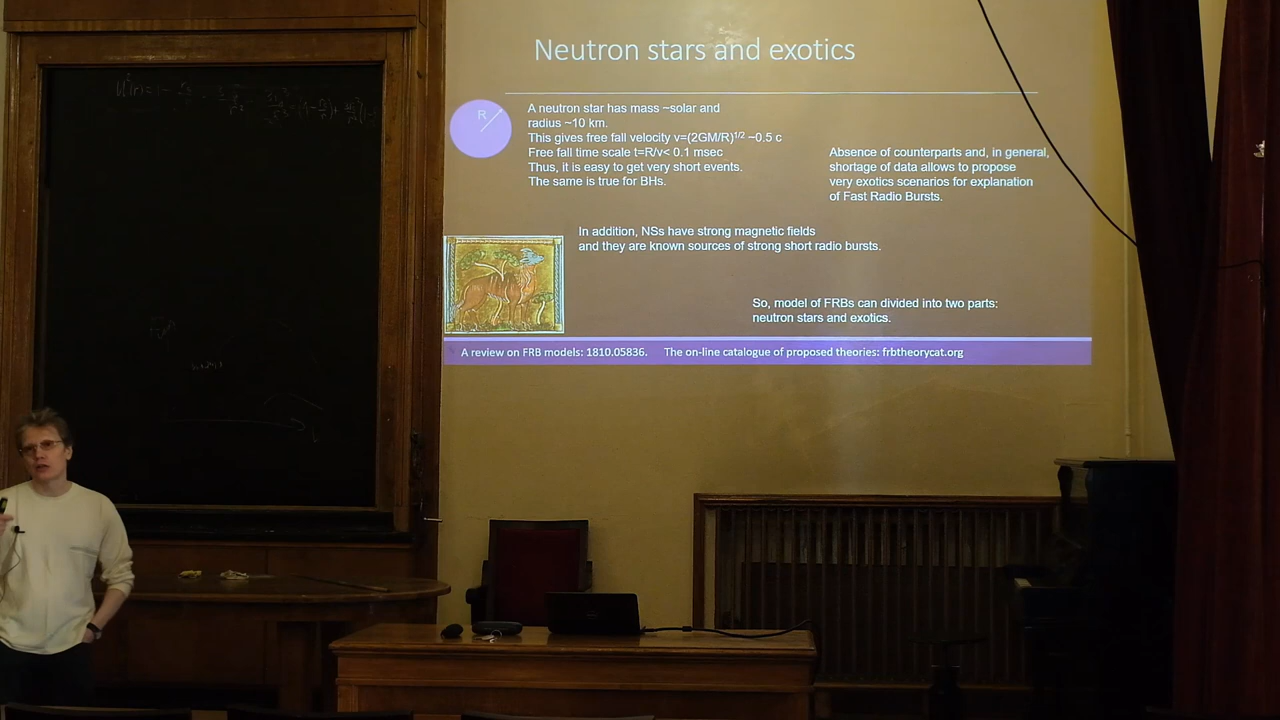 Neutron stars and exotics
R
A neutron star has mass ~solar and
radius ~10 km.
This gives free fall velocity v=(2GM/R)1/2 ~0.5 c
Free fall time scale t=R/v< 0.1 msec
Thus, it is easy to get very short events.
The same is true for BHs.
Absence of counterparts and, in general,
shortage of data allows to propose
very exotics scenarios for explanation
of Fast Radio Bursts.
In addition, NSs have strong magnetic fields
and they are known sources of strong short radio bursts.
So, model of FRBs can divided into two parts:
neutron stars and exotics.
A review on FRB models: 1810.05836. The on-line catalogue of proposed theories: frbtheorycat.org